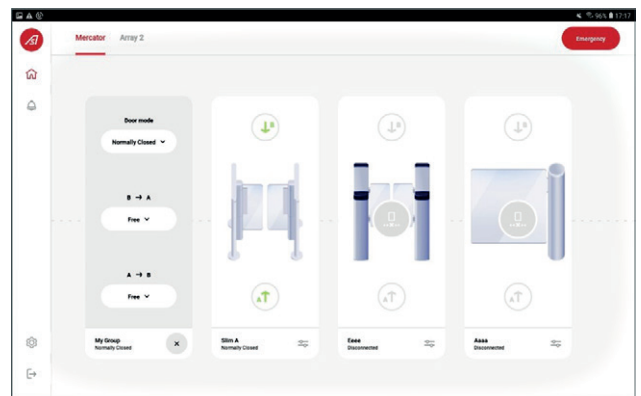 96% 17:17
Mercator Array 2 Emergency
Door mode
Normally Closed
B → A
Free
A → B
Free
My Group
Normally Closed
Slim A
Normally Closed
Eeee
Disconnected
Aaaa
Disconnected
B
A
B
A
B
A